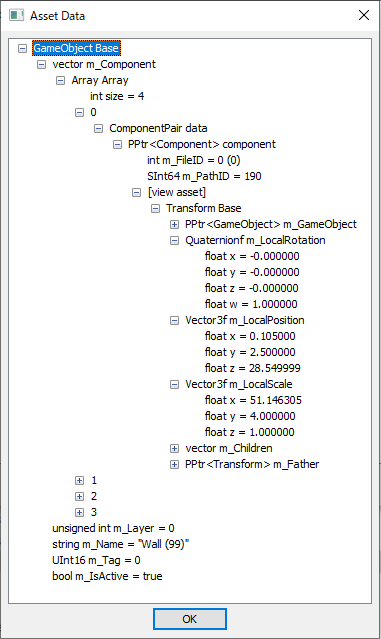 Asset Data
GameObject Base
vector m_Component
Array Array
int size = 4
0
ComponentPair data
PPtr<Component> component
int m_FileID = 0 (0)
SInt64 m_PathID = 190
[view asset]
Transform Base
PPtr<GameObject> m_GameObject
Quaternionf m_LocalRotation
float x = -0.000000
float y = -0.000000
float z = -0.000000
float w = 1.000000
Vector3f m_LocalPosition
float x = 0.105000
float y = 2.500000
float z = 28.549999
Vector3f m_LocalScale
float x = 51.146305
float y = 4.000000
float z = 1.000000
vector m_Children
PPtr<Transform> m_Father
1
2
3
unsigned int m_Layer = 0
string m_Name = "Wall (99)"
UInt16 m_Tag = 0
bool m_IsActive = true
OK